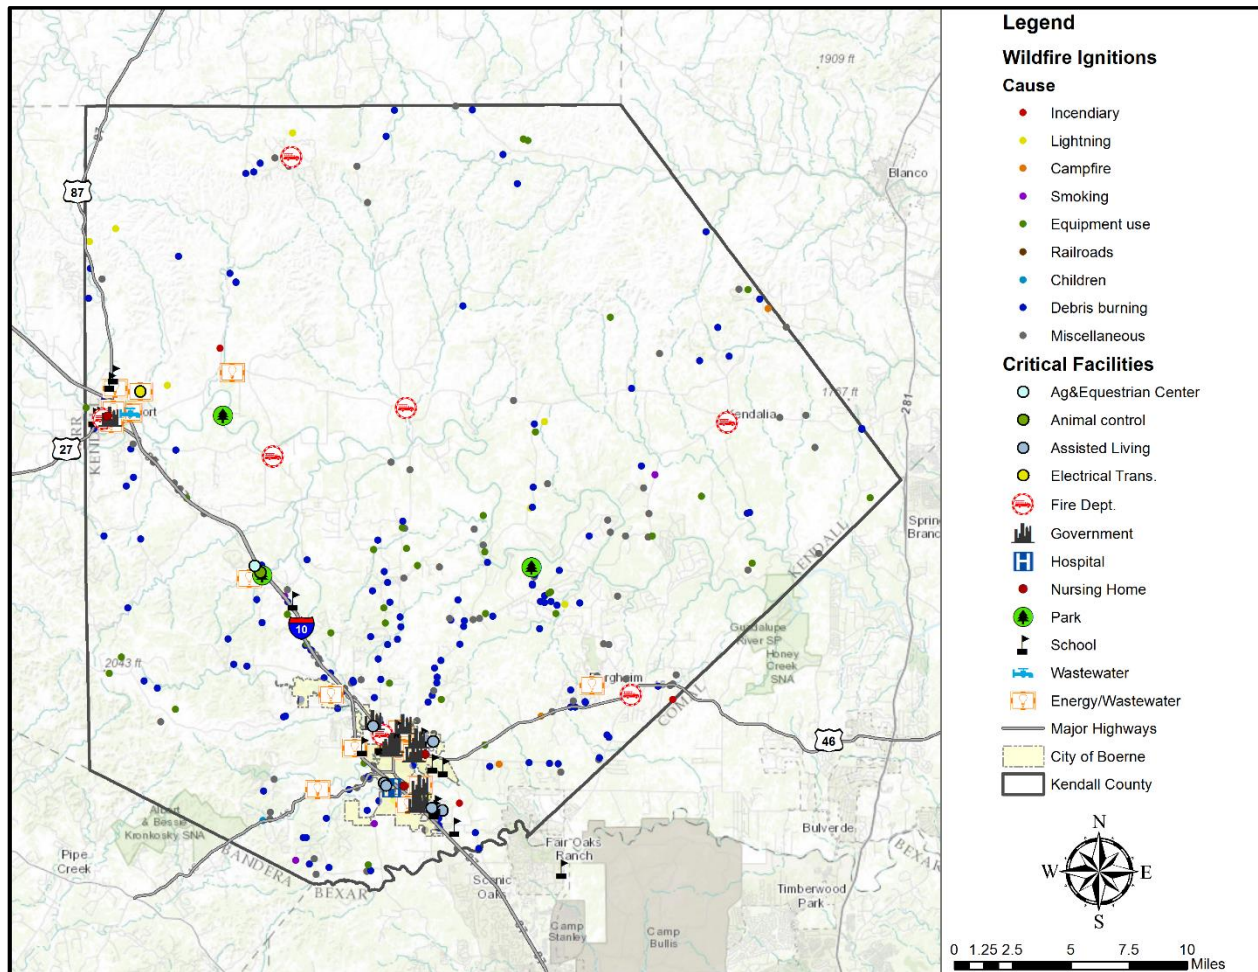 1909 ft
Blanco
87
87
281
1767 ft
Kendalia
27
KENDALL
Spring
Branch
10
Guadalupe
River SP
Honey
Creek
SNA
2043 ft
COMAL
46
Albert
& Bessie
Kronkosky SNA
Pipe
Creek
BANDERA
BEXAR
Fair Oaks
Ranch
Scenic
Oaks
Bulverde
BEXAR
Timberwood
Park
Camp
Stanley
Camp
Bullis
87
Legend
Wildfire Ignitions
Cause
Incendiary
Lightning
Campfire
Smoking
Equipment use
Railroads
Children
Debris burning
Miscellaneous
Critical Facilities
Ag&Equestrian Center
Animal control
Assisted Living
Electrical Trans.
Fire Dept.
Government
H Hospital
Nursing Home
Park
School
Wastewater
Energy/Wastewater
Major Highways
City of Boerne
Kendall County
N
W E
S
0 1.25 2.5 5 7.5 10
Miles